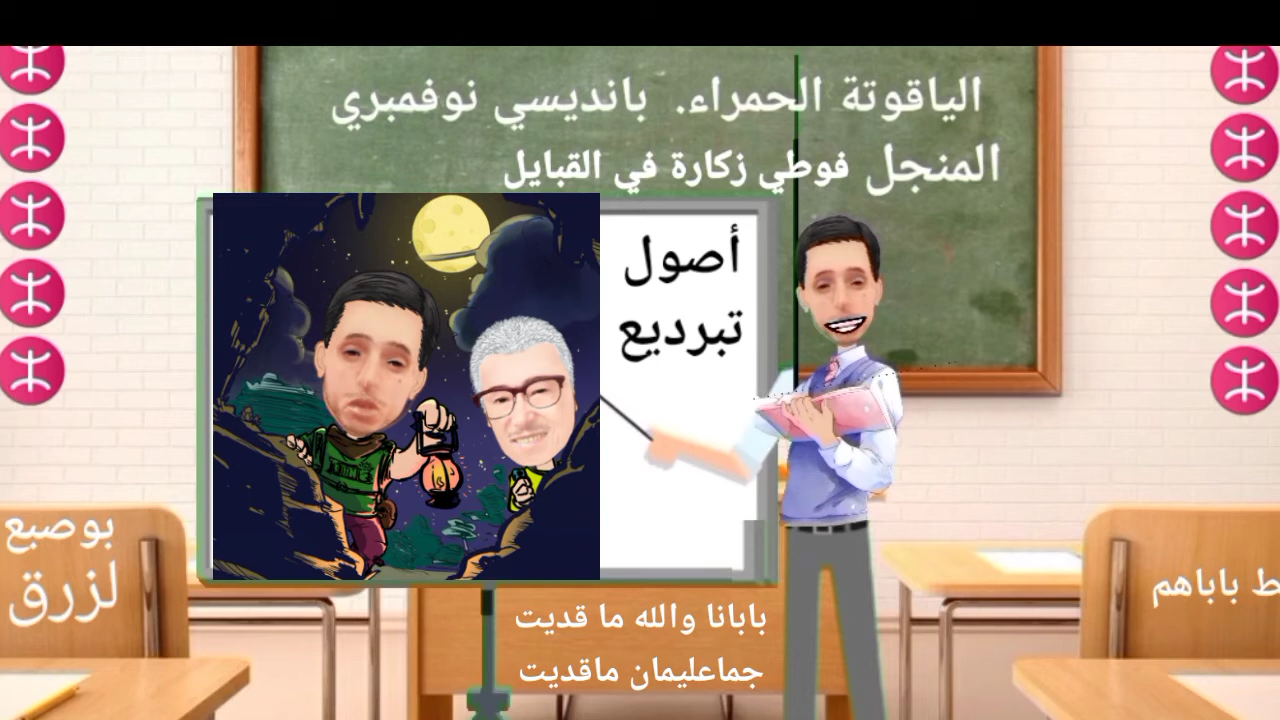 الياقوتة الحمراء. بانديسي نوفمبري
المنجل فوطي زكارة في القبايل
أصول
تبرديع
بوصبع
لزرق
ط باباهم
بابانا والله ما قديت
جماعليمان ماقديت